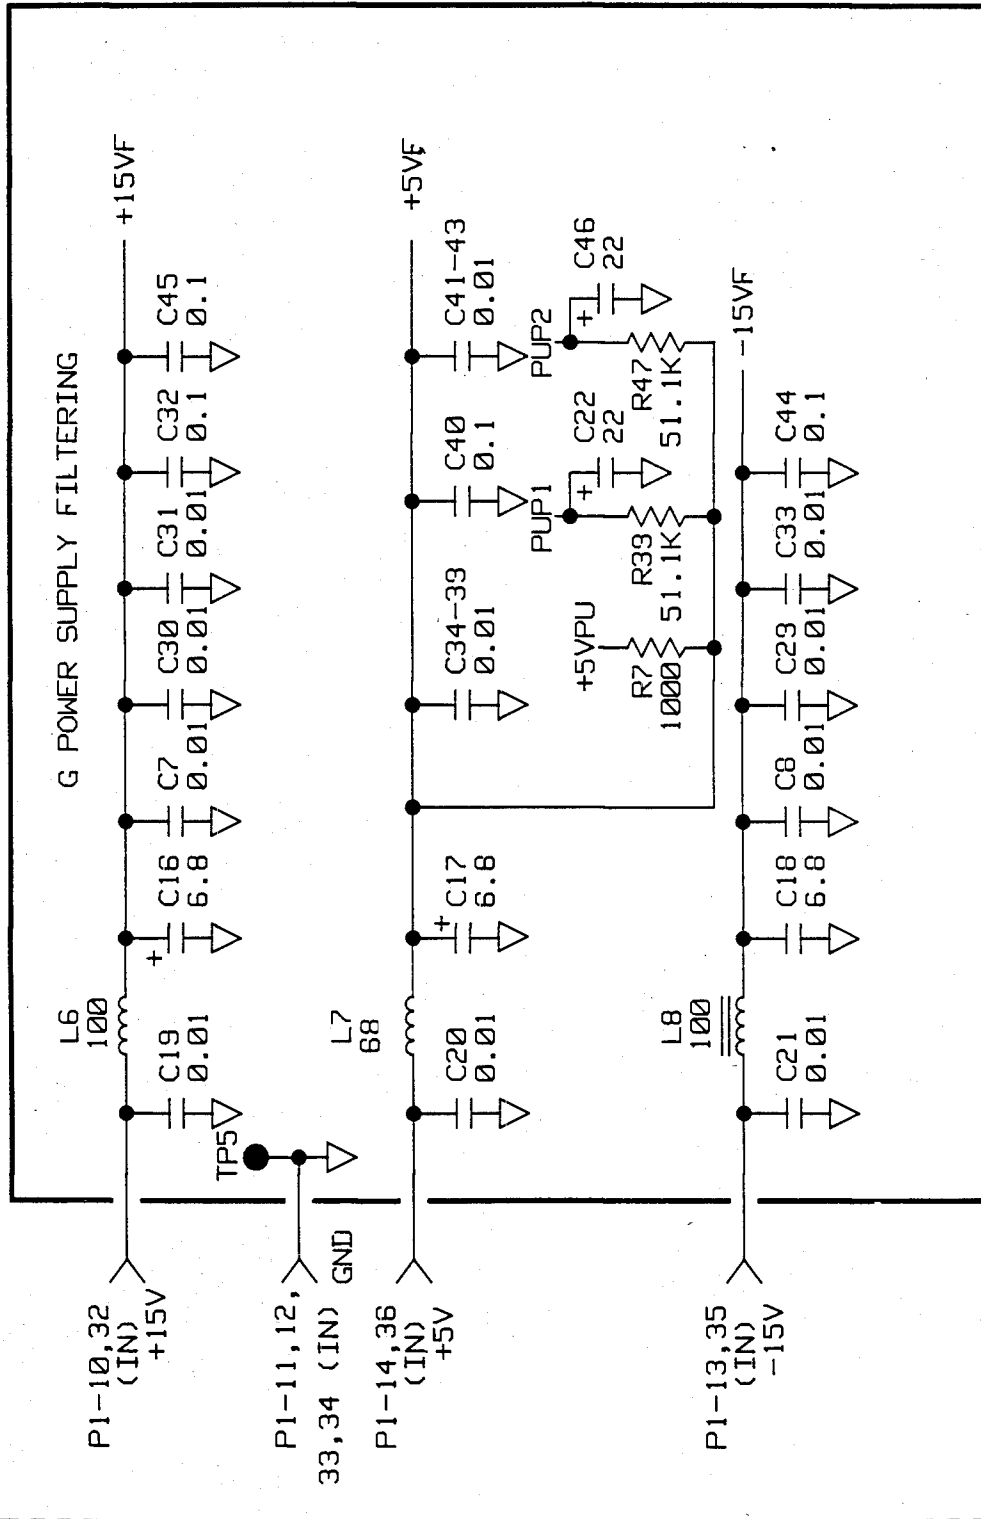 G POWER SUPPLY FILTERING
P1-10,32
(IN)
+15V
L6
100
C19
0.01
C16
6.8
+
C7
0.01
C30
0.01
C31
0.01
C32
0.1
C45
0.1
+15VF
TP5
P1-11,12,
33,34 (IN) GND
P1-14,36
(IN)
+5V
L7
68
C20
0.01
C17
6.8
+
C34-39
0.01
C40
0.1
C41-43
0.01
+5VF
+5VPU
R7
1000
PUP1
+
C22
22
R39
51.1K
PUP2
+
C46
22
R47
51.1K
P1-13,35
(IN)
-15V
L8
100
C21
0.01
C18
6.8
C8
0.01
C29
0.01
C33
0.01
C44
0.1
-15VF